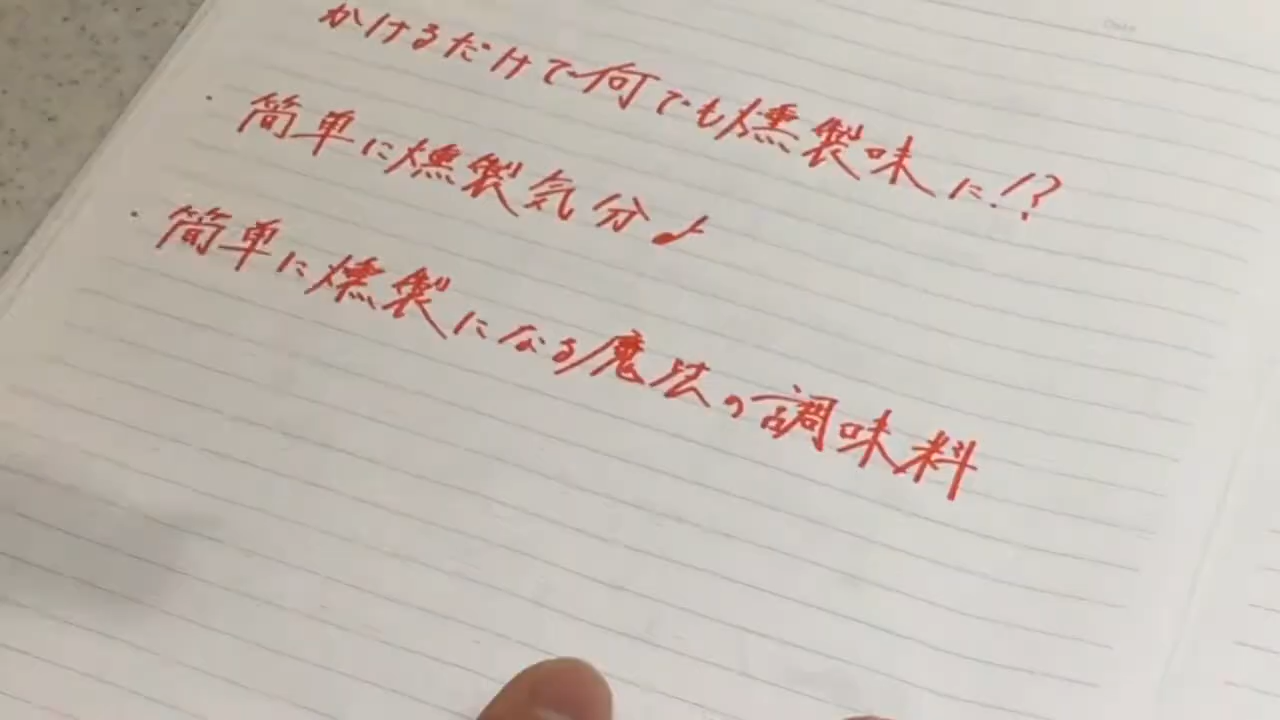 かけるだけで何でも燻製味に!?
・簡単に燻製気分♪
・簡単に燻製になる魔法の調味料